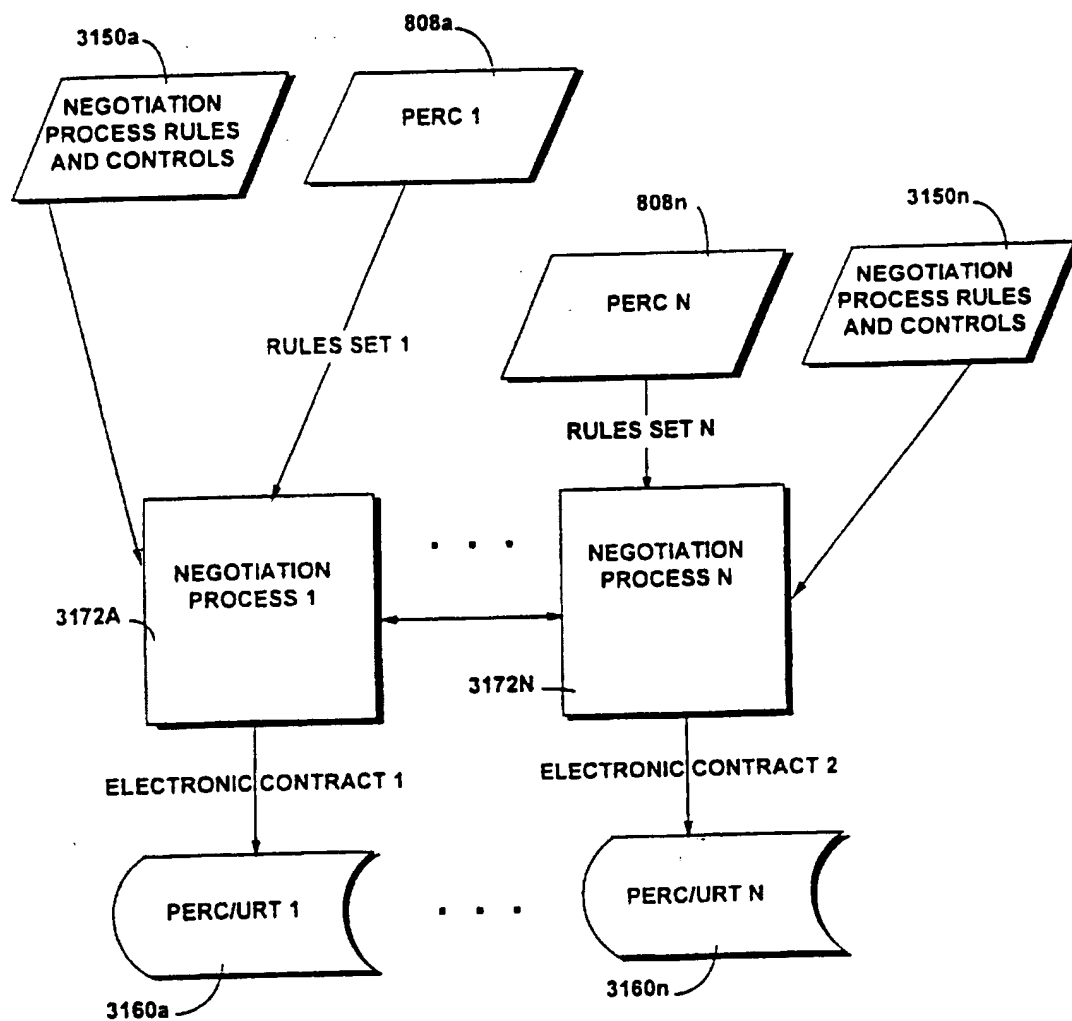 3150a
808a
NEGOTIATION
PROCESS RULES
AND CONTROLS
PERC 1
808n
3150n
PERC N
NEGOTIATION
PROCESS RULES
AND CONTROLS
RULES SET 1
RULES SET N
NEGOTIATION
PROCESS 1
. . .
NEGOTIATION
PROCESS N
3172A
3172N
ELECTRONIC CONTRACT 1
ELECTRONIC CONTRACT 2
PERC/URT 1
. . .
PERC/URT N
3160a
3160n